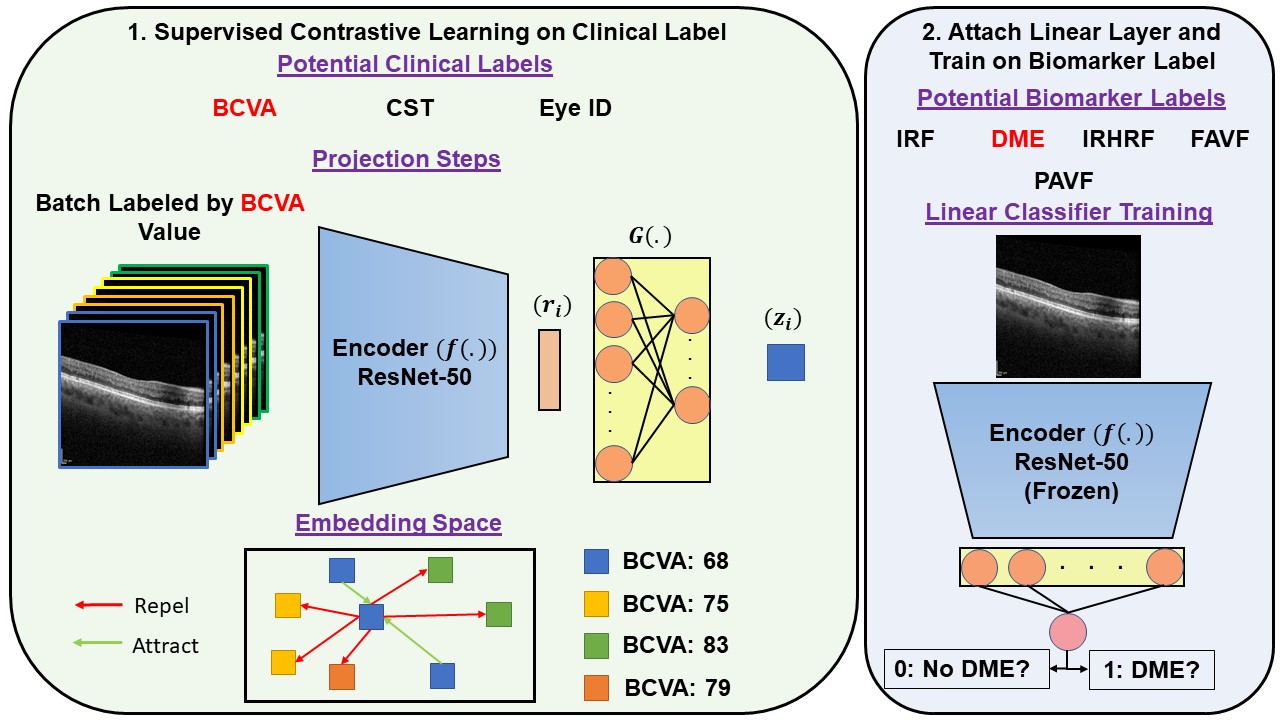 1. Supervised Contrastive Learning on Clinical Label
Potential Clinical Labels
BCVA CST Eye ID
Projection Steps
Batch Labeled by BCVA
Value
Encoder (f(.))
ResNet-50
(rᵢ)
G(.)
(zᵢ)
Embedding Space
Repel
Attract
BCVA: 68
BCVA: 75
BCVA: 83
BCVA: 79
2. Attach Linear Layer and
Train on Biomarker Label
Potential Biomarker Labels
IRF DME IRHRF FAVF
PAVF
Linear Classifier Training
Encoder (f(.))
ResNet-50
(Frozen)
0: No DME?
1: DME?